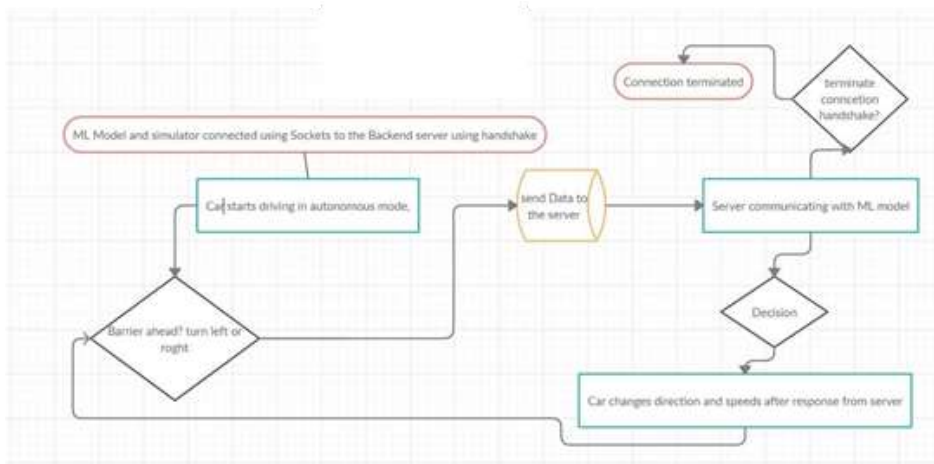 Connection terminated
terminate
conncetion
handshake?
ML Model and simulator connected using Sockets to the Backend server using handshake
Car starts driving in autonomous mode,
send Data to
the server
Server communicating with ML model
Barrier ahead? turn left or
roght
Decision
Car changes direction and speeds after response from server